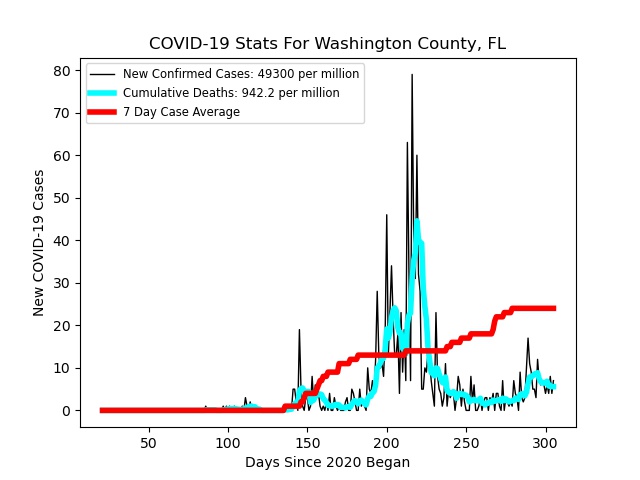 COVID-19 Stats For Washington County, FL
New Confirmed Cases: 49300 per million
Cumulative Deaths: 942.2 per million
7 Day Case Average
New COVID-19 Cases
80
70
60
50
40
30
20
10
0
50 100 150 200 250 300
Days Since 2020 Began